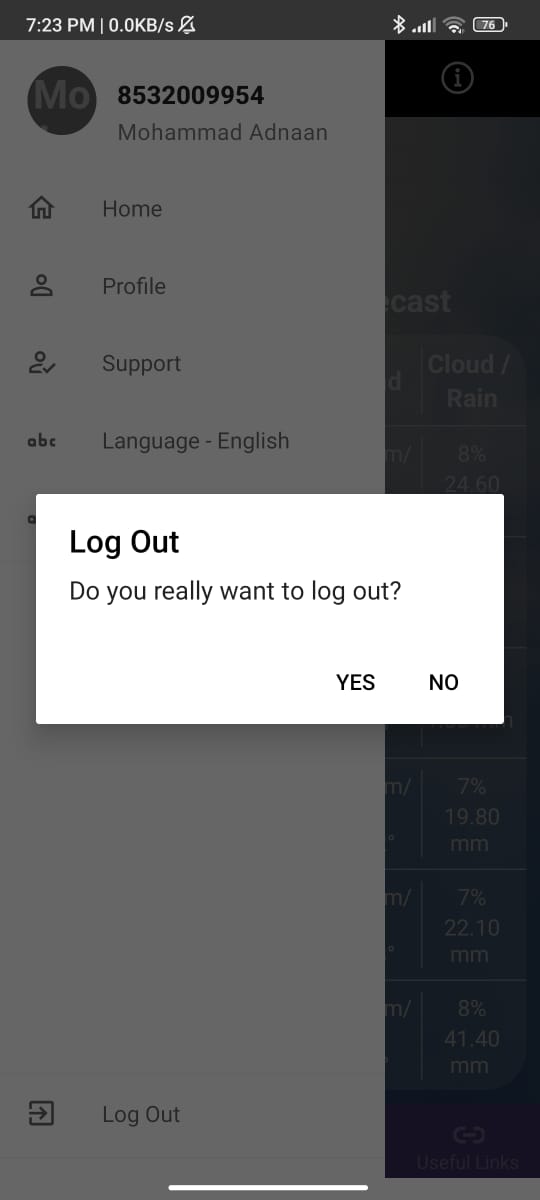 7:23 PM | 0.0KB/s
76
Mo
8532009954
Mohammad Adnaan
Home
Profile
Support
abc Language - English
ecast
d
Cloud /
Rain
m/
8%
24.60
Log Out
Do you really want to log out?
YES NO
m/
7%
19.80
mm
m/
7%
22.10
mm
m/
8%
41.40
mm
Log Out
Useful Links